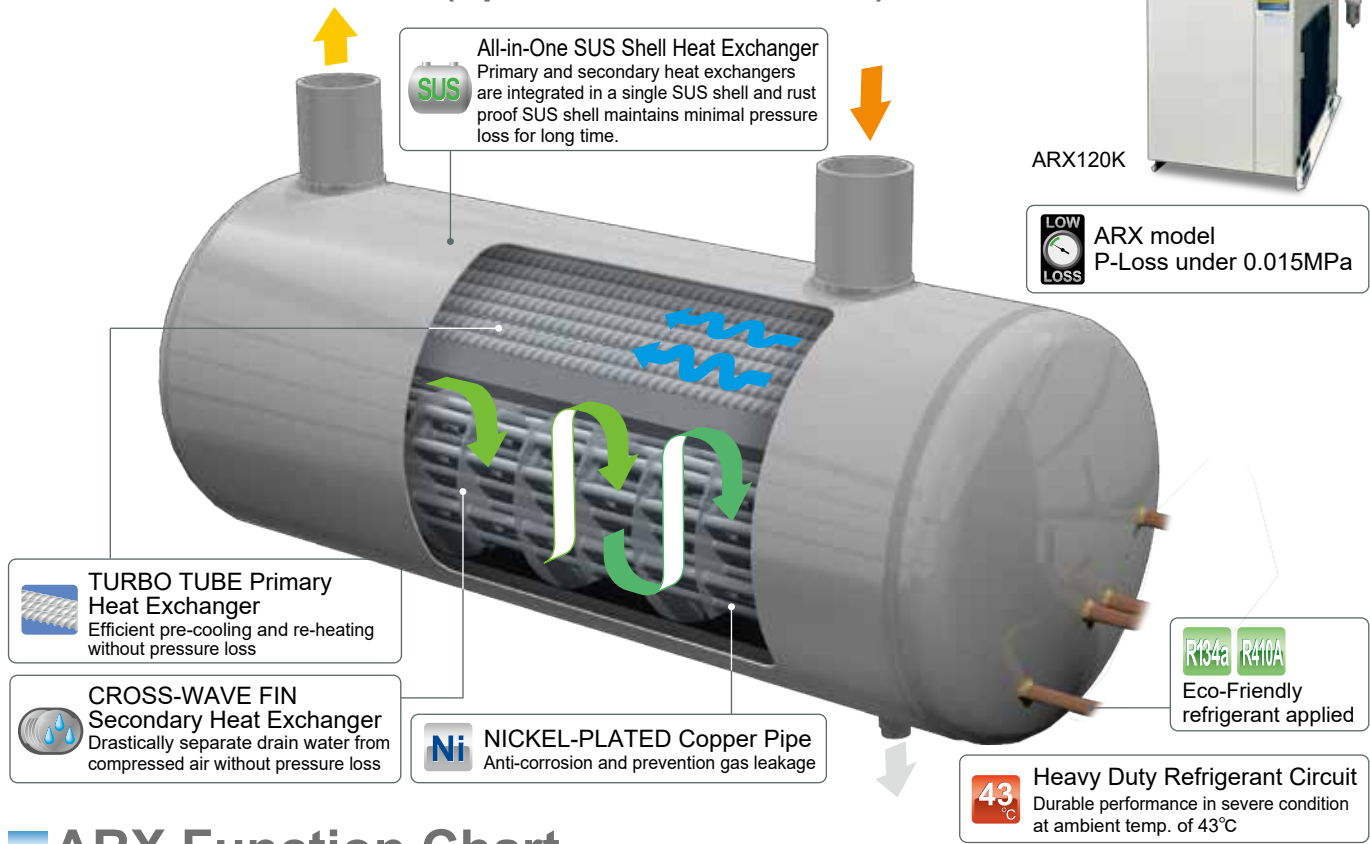 All-in-One SUS Shell Heat Exchanger
SUS
Primary and secondary heat exchangers
are integrated in a single SUS shell and rust
proof SUS shell maintains minimal pressure
loss for long time.
ARX120K
LOW
LOSS
ARX model
P-Loss under 0.015MPa
TURBO TUBE Primary
Heat Exchanger
Efficient pre-cooling and re-heating
without pressure loss
CROSS-WAVE FIN
Secondary Heat Exchanger
Drastically separate drain water from
compressed air without pressure loss
Ni
NICKEL-PLATED Copper Pipe
Anti-corrosion and prevention gas leakage
R134a R410A
Eco-Friendly
refrigerant applied
43
°C
Heavy Duty Refrigerant Circuit
Durable performance in severe condition
at ambient temp. of 43°C
ARX Function Chart